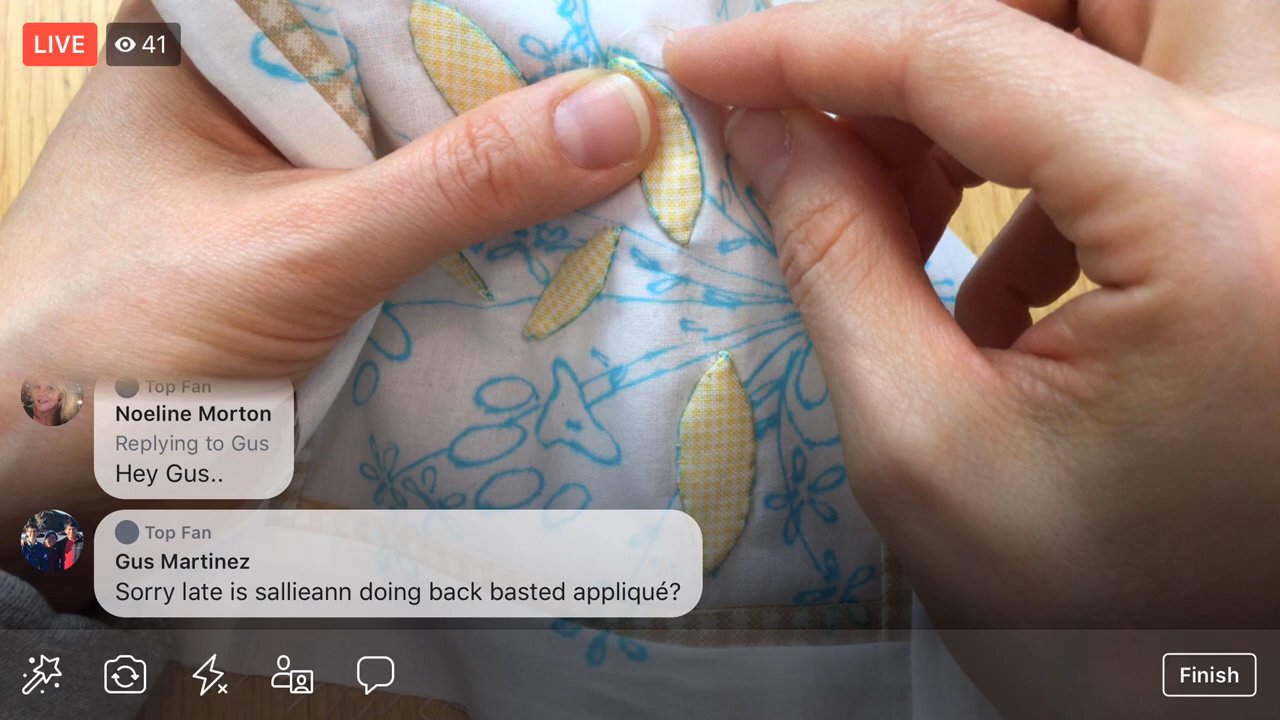 LIVE
41
Top Fan
Noeline Morton
Replying to Gus
Hey Gus..
Top Fan
Gus Martinez
Sorry late is sallieann doing back basted appliqué?
Finish